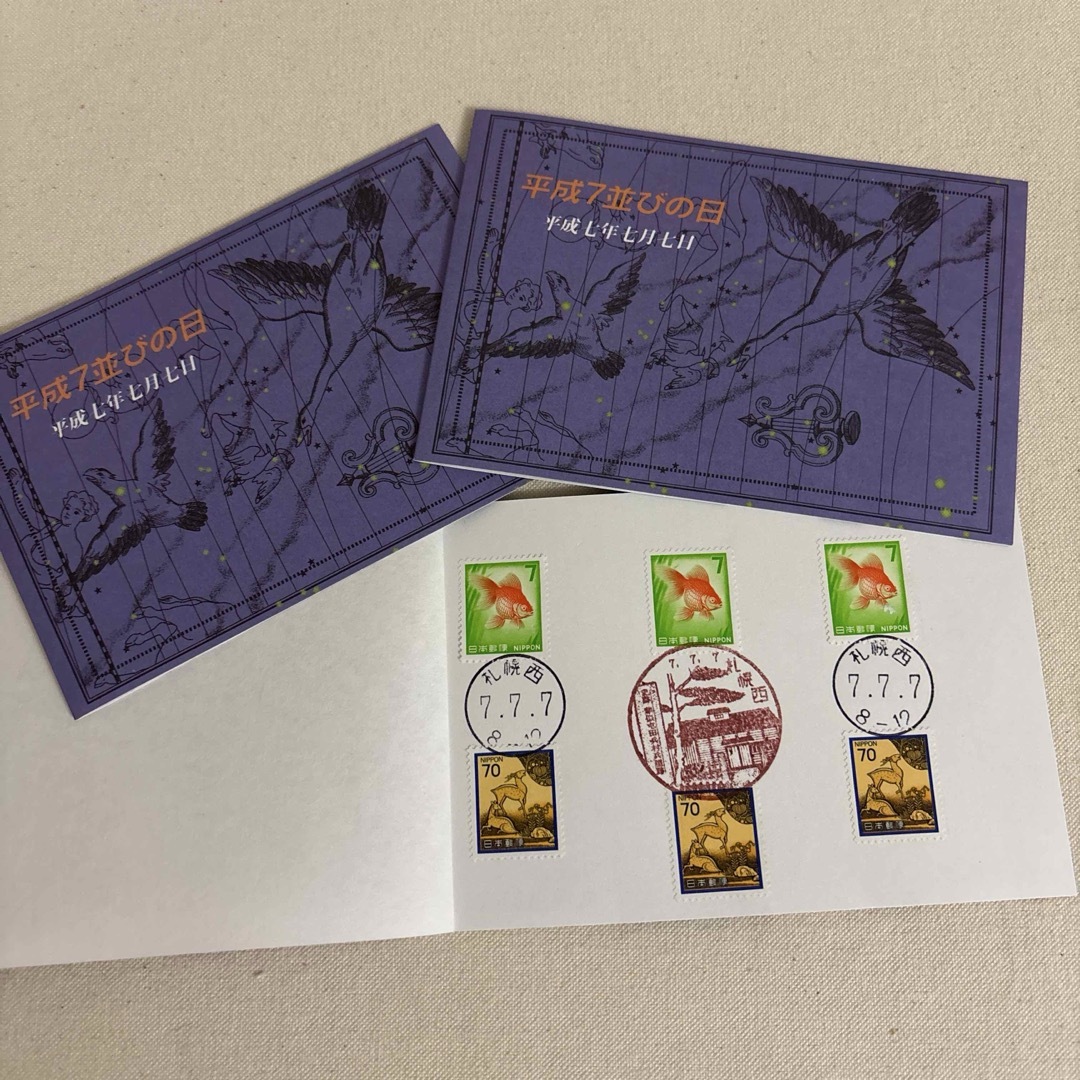 平成7並びの日
平成七年七月七日
平成7並びの日
平成七年七月七日
7
日本郵便 NIPPON
7
日本郵便 NIPPON
7
日本郵便 NIPPON
札幌西
7.7.7
8-12
7.7.7
札幌西
札幌西
7.7.7
8-12
NIPPON
70
日本郵便
NIPPON
70
日本郵便
NIPPON
70
日本郵便